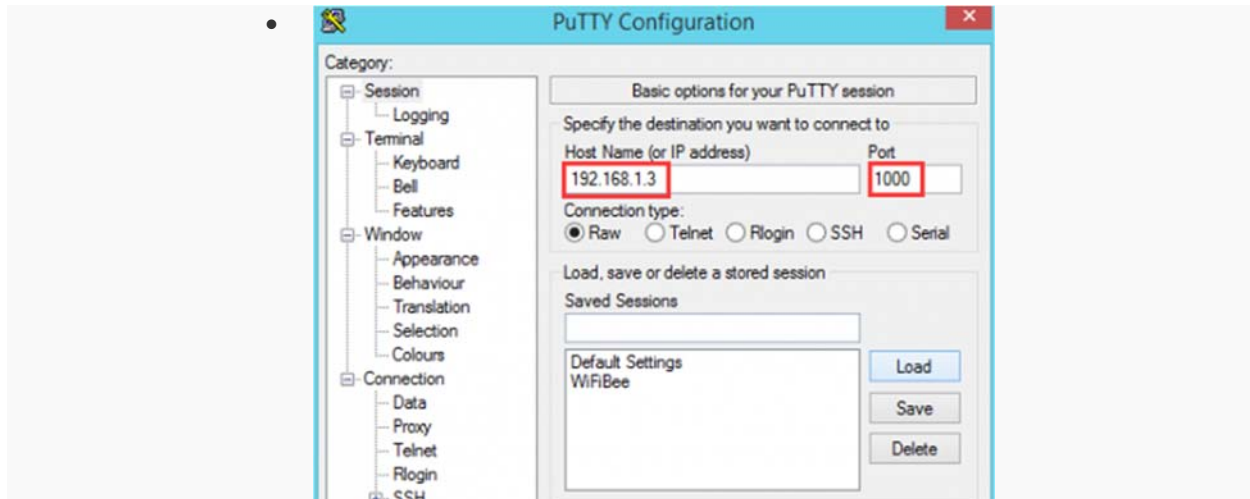 PuTTY Configuration
Category:
Session
Logging
Terminal
Keyboard
Bell
Features
Window
Appearance
Behaviour
Translation
Selection
Colours
Connection
Data
Proxy
Telnet
Rlogin
SSH
Basic options for your PuTTY session
Specify the destination you want to connect to
Host Name (or IP address) Port
192.168.1.3 1000
Connection type:
Raw Telnet Rlogin SSH Serial
Load, save or delete a stored session
Saved Sessions
Default Settings
WiFiBee
Load
Save
Delete